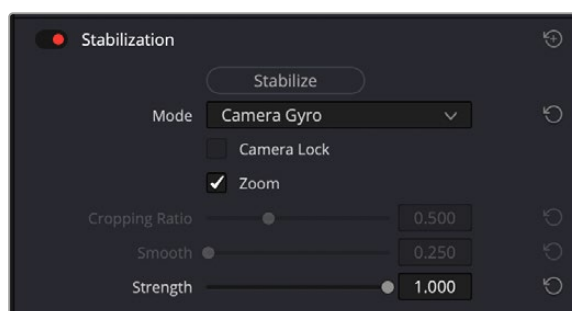 Stabilization
Stabilize
Mode Camera Gyro
Camera Lock
Zoom
Cropping Ratio 0.500
Smooth 0.250
Strength 1.000